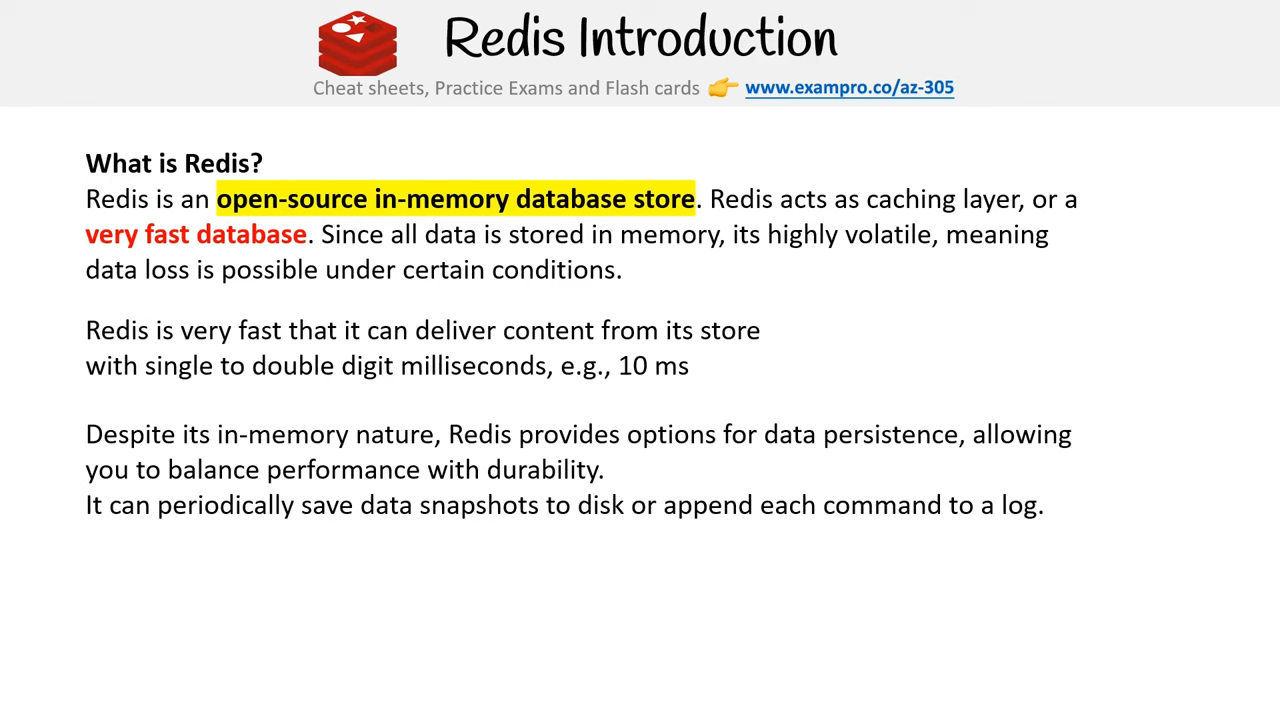 Redis Introduction
Cheat sheets, Practice Exams and Flash cards 👉 www.exampro.co/az-305
What is Redis?
Redis is an open-source in-memory database store. Redis acts as caching layer, or a
very fast database. Since all data is stored in memory, its highly volatile, meaning
data loss is possible under certain conditions.
Redis is very fast that it can deliver content from its store
with single to double digit milliseconds, e.g., 10 ms
Despite its in-memory nature, Redis provides options for data persistence, allowing
you to balance performance with durability.
It can periodically save data snapshots to disk or append each command to a log.